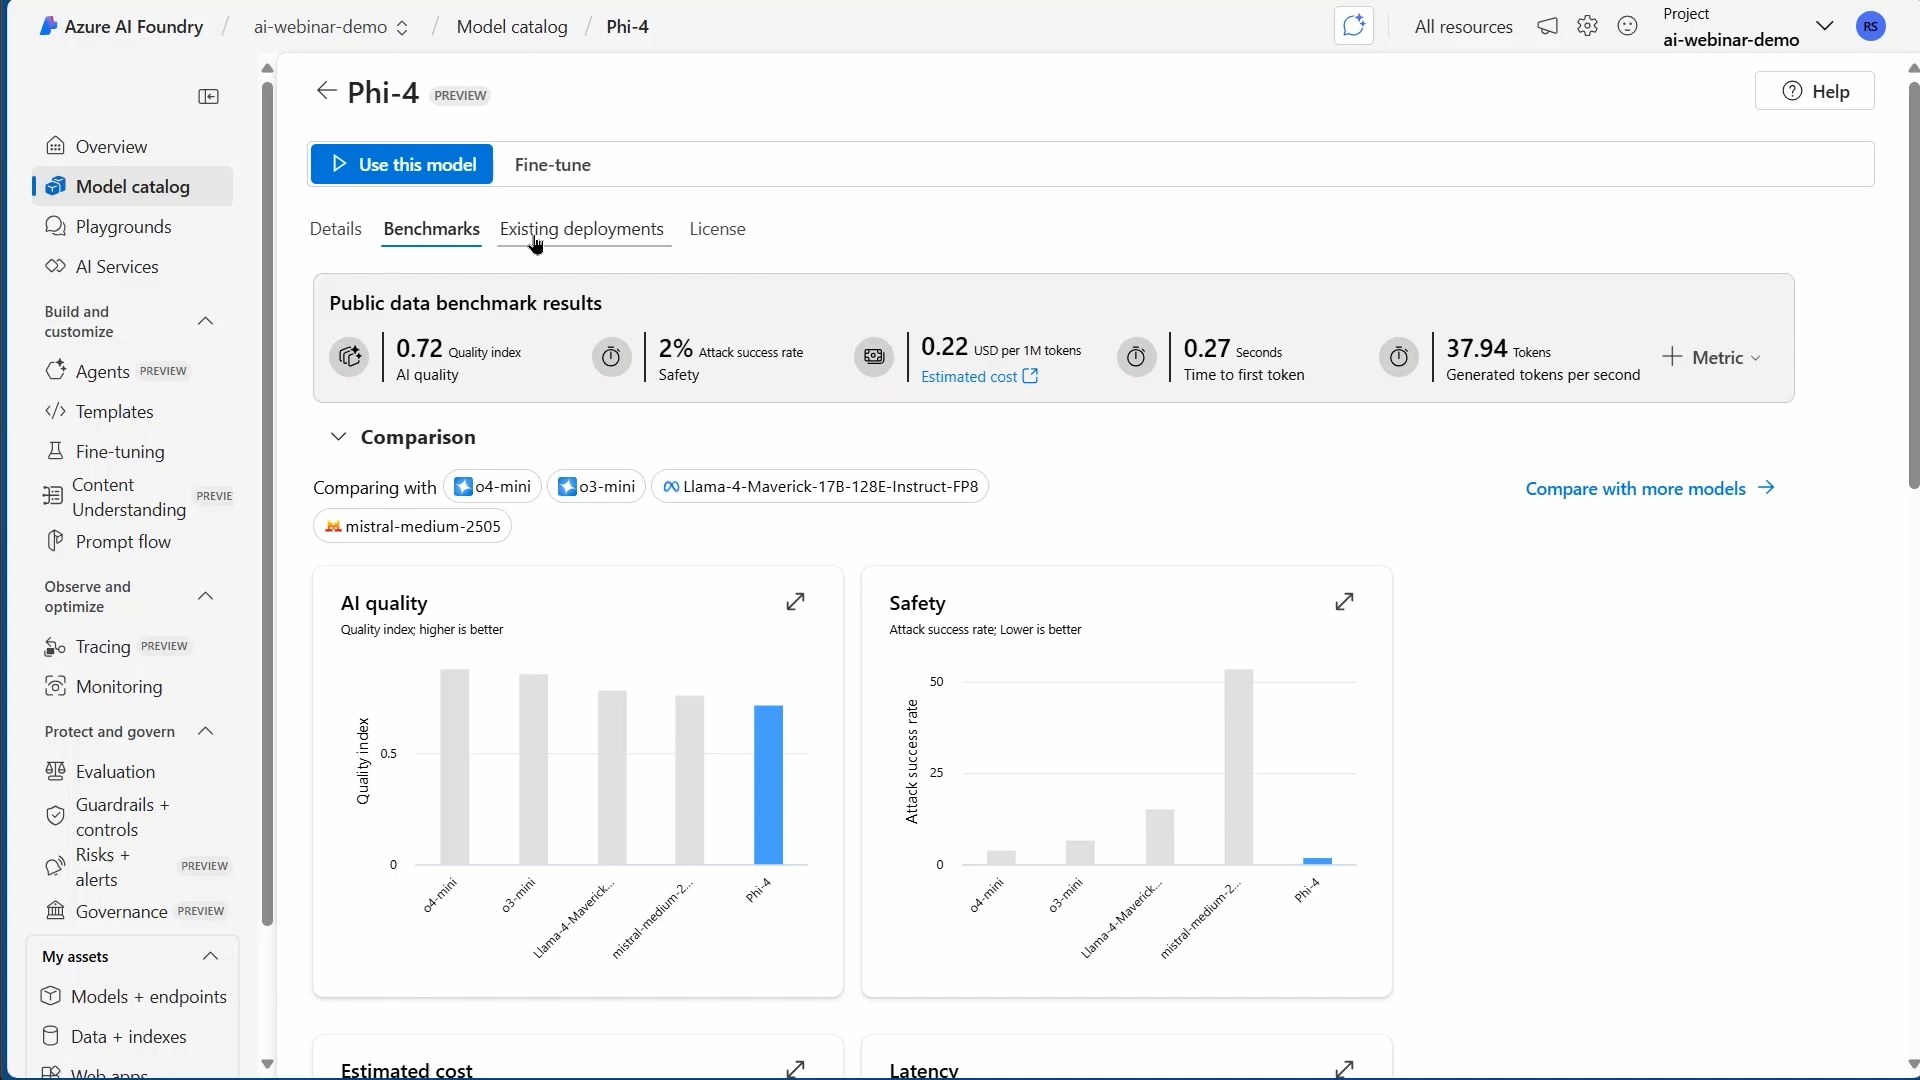 Azure AI Foundry / ai-webinar-demo / Model catalog / Phi-4
All resources
Project
ai-webinar-demo
RS
Phi-4 PREVIEW
Help
Use this model
Fine-tune
Details
Benchmarks
Existing deployments
License
Overview
Model catalog
Playgrounds
AI Services
Build and
customize
Agents PREVIEW
Templates
Fine-tuning
Content
Understanding
PREVIE
Prompt flow
Observe and
optimize
Tracing PREVIEW
Monitoring
Protect and govern
Evaluation
Guardrails +
controls
Risks +
alerts
PREVIEW
Governance PREVIEW
My assets
Models + endpoints
Data + indexes
Web apps
Public data benchmark results
0.72 Quality index
AI quality
2% Attack success rate
Safety
0.22 USD per 1M tokens
Estimated cost
0.27 Seconds
Time to first token
37.94 Tokens
Generated tokens per second
Metric
Comparison
Comparing with
o4-mini
o3-mini
Llama-4-Maverick-17B-128E-Instruct-FP8
mistral-medium-2505
Compare with more models
AI quality
Quality index; higher is better
Quality index
0.5
0
o4-mini
o3-mini
Llama-4-Maverick...
mistral-medium-2...
Phi-4
Safety
Attack success rate; Lower is better
Attack success rate
50
25
0
o4-mini
o3-mini
Llama-4-Maverick...
mistral-medium-2...
Phi-4
Estimated cost
Latency